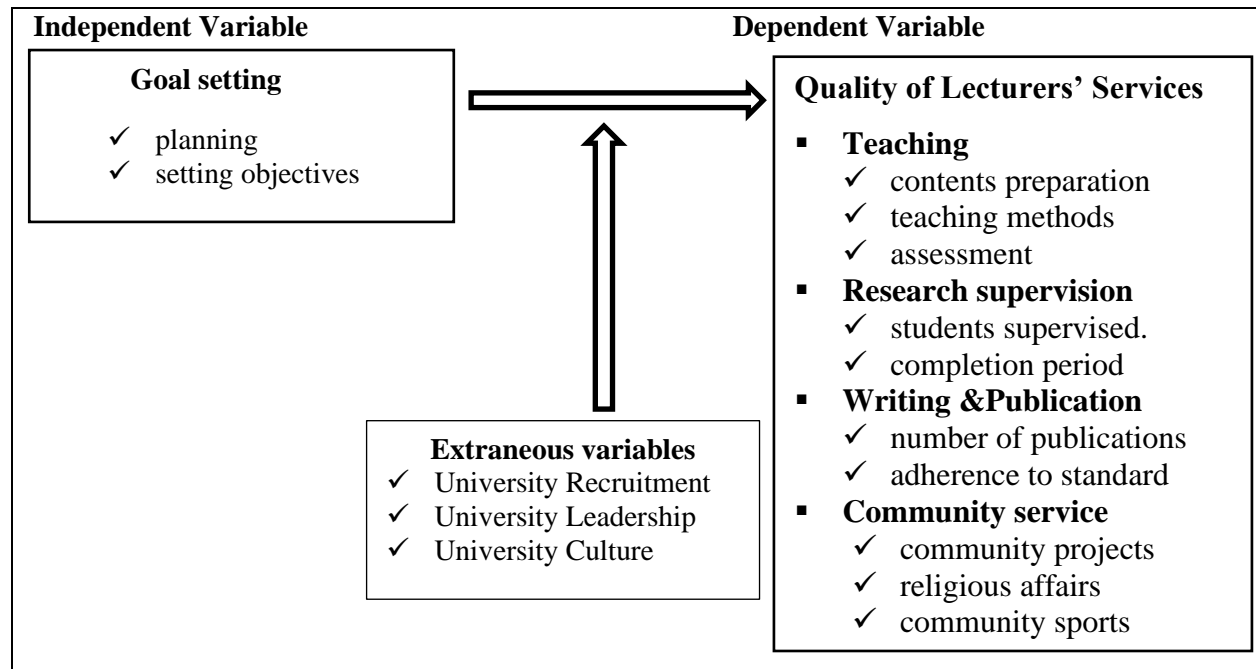 Independent Variable
Dependent Variable
Goal setting
✓ planning
✓ setting objectives
Quality of Lecturers’ Services
▪ Teaching
✓ contents preparation
✓ teaching methods
✓ assessment
▪ Research supervision
✓ students supervised.
✓ completion period
▪ Writing &Publication
✓ number of publications
✓ adherence to standard
▪ Community service
✓ community projects
✓ religious affairs
✓ community sports
Extraneous variables
✓ University Recruitment
✓ University Leadership
✓ University Culture